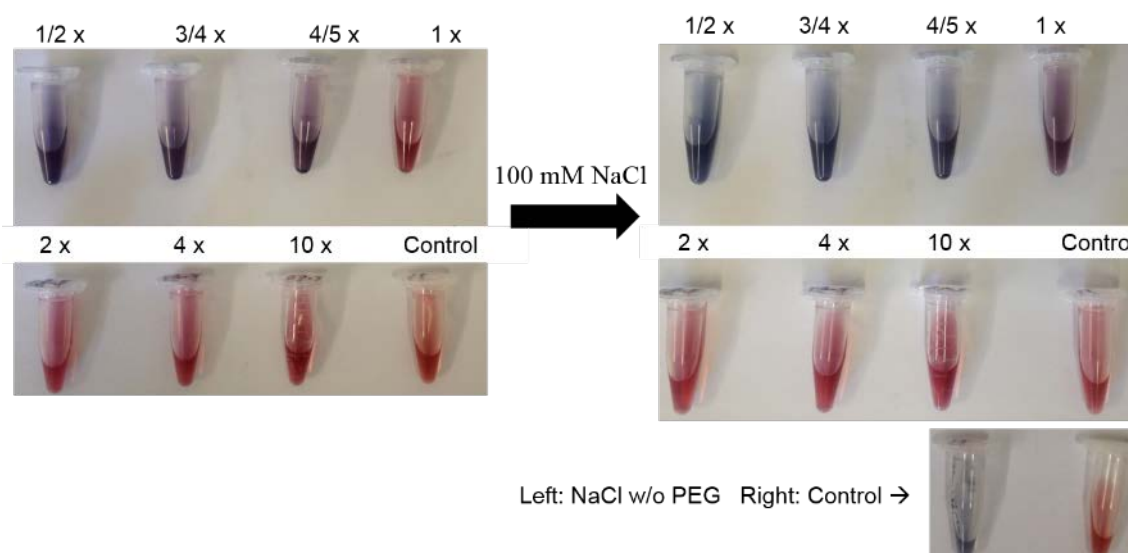 1/2 x 3/4 x 4/5 x 1 x
1/2 x 3/4 x 4/5 x 1 x
100 mM NaCl
2 x 4 x 10 x Control
2 x 4 x 10 x Contro
Left: NaCl w/o PEG Right: Control →